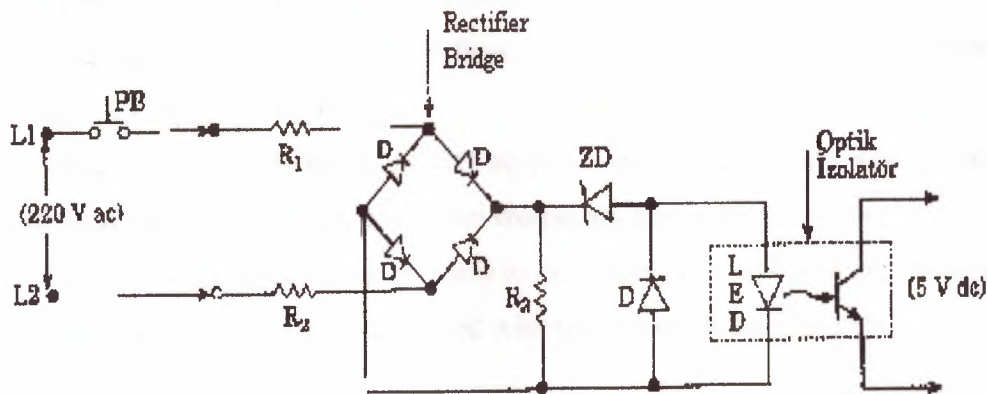 Rectifier
Bridge
PB
L1
R1
D
D
ZD
Optik
İzolatör
(220 V ac)
D
D
R3
D
L
E
D
(5 V dc)
L2
R2